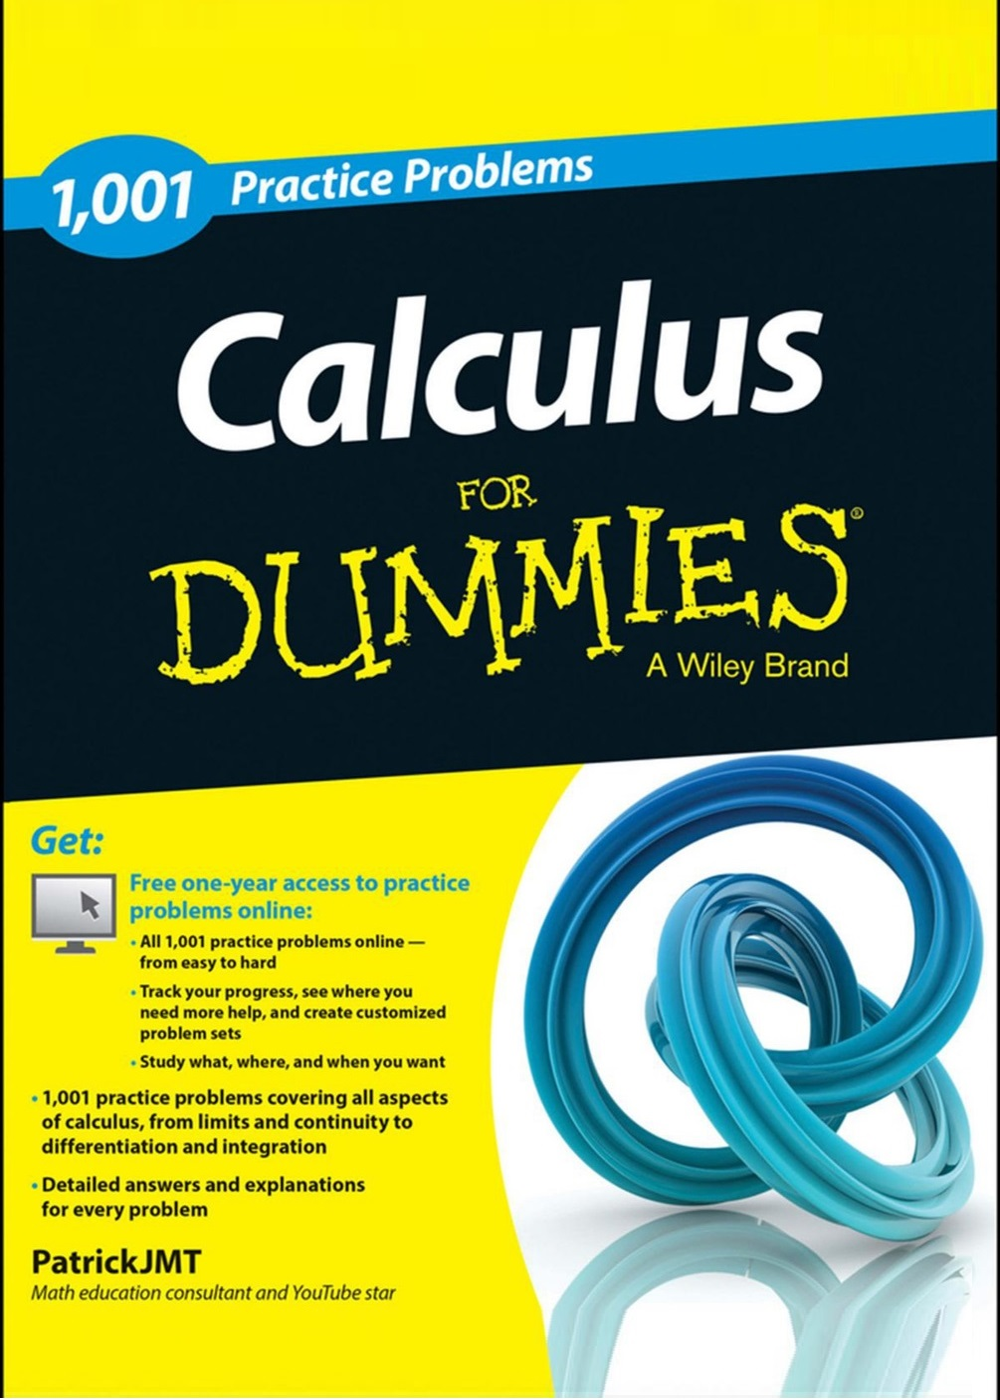 1,001 Practice Problems
Calculus
FOR
DUMMIES®
A Wiley Brand
Get:
Free one-year access to practice
problems online:
• All 1,001 practice problems online —
from easy to hard
• Track your progress, see where you
need more help, and create customized
problem sets
• Study what, where, and when you want
• 1,001 practice problems covering all aspects
of calculus, from limits and continuity to
differentiation and integration
• Detailed answers and explanations
for every problem
PatrickJMT
Math education consultant and YouTube star